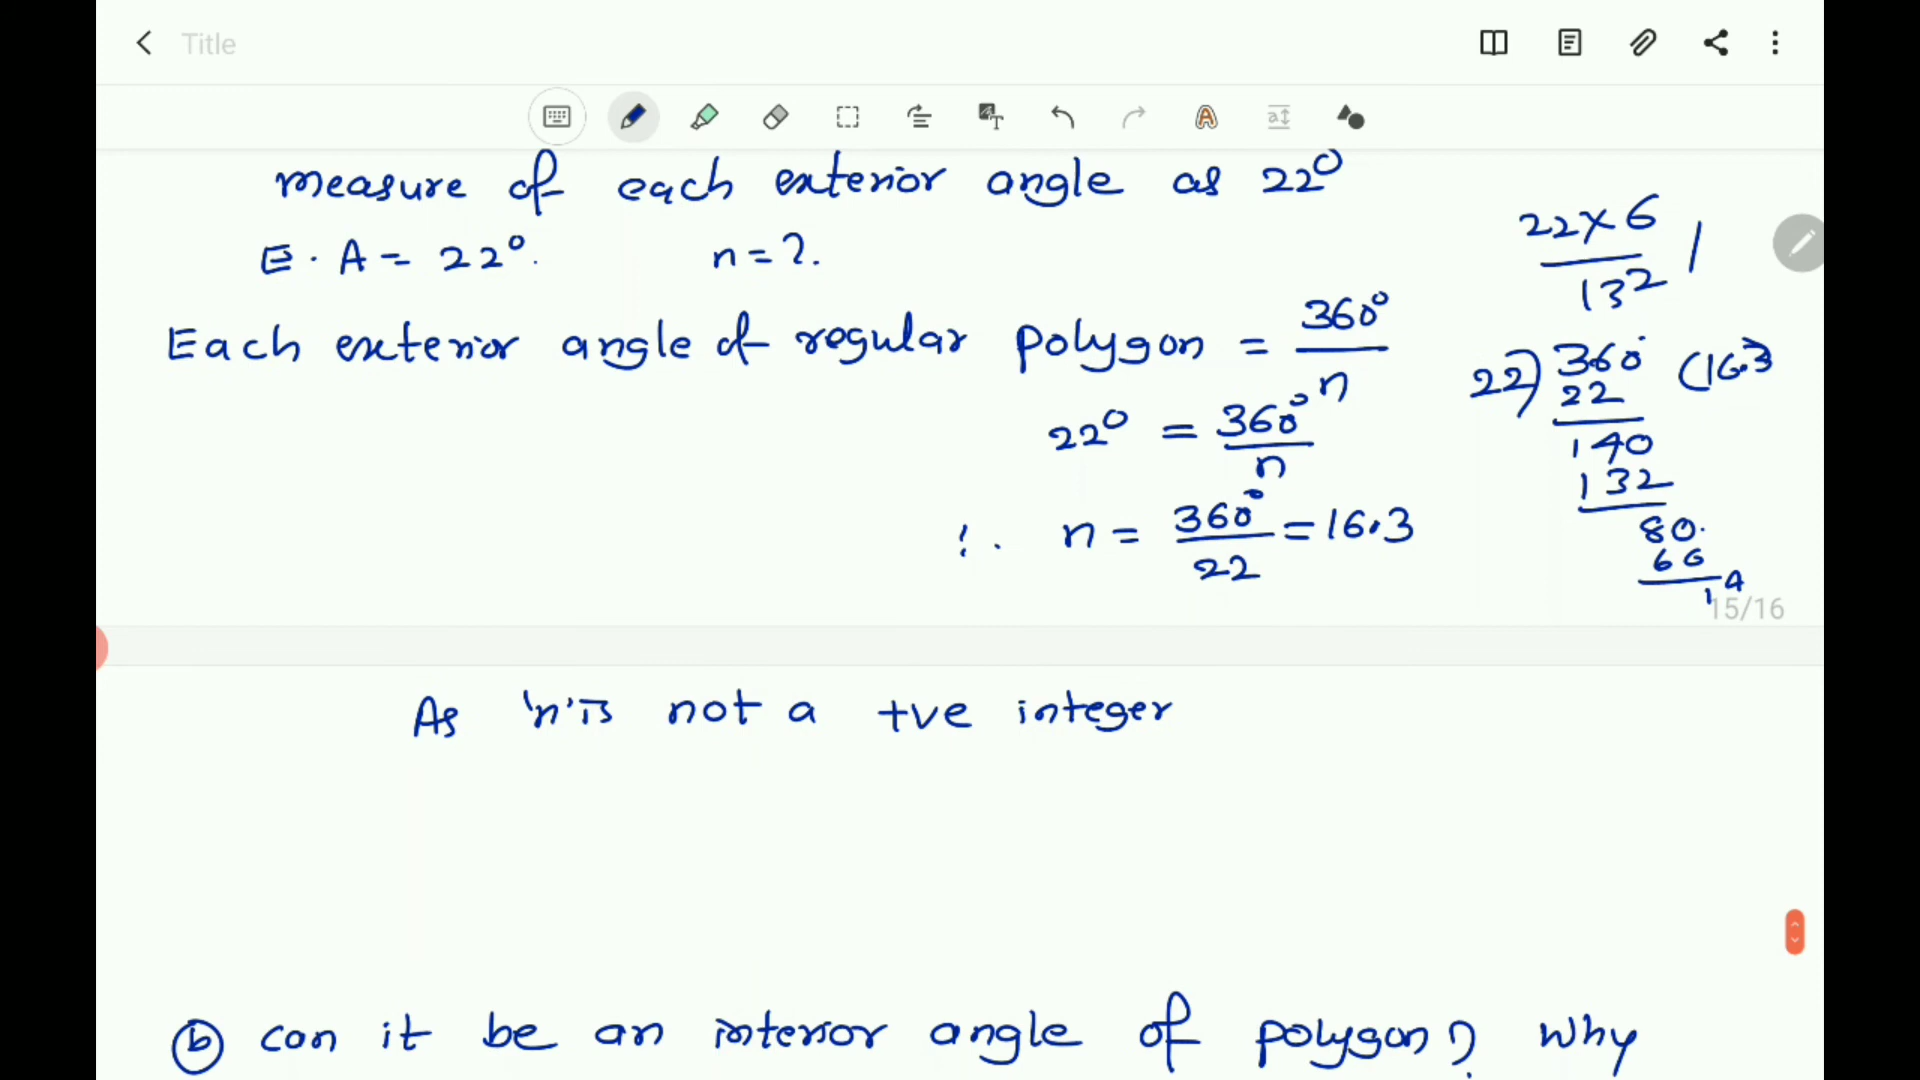 Title
measure of each exterior angle as 22°
E. A = 22°. n = ?.
22 x 6
132
Each exterior angle of regular polygon = 360° / n
22) 360 (16.3
22
140
132
80.
66
14
22° = 360° / n
∴ n = 360° / 22 = 16.3
15/16
As 'n' is not a +ve integer
(b) can it be an interior angle of polygon? why